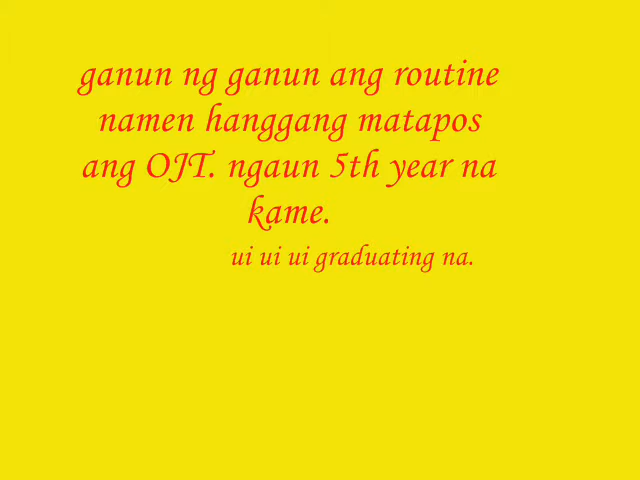 ganun ng ganun ang routine
namen hanggang matapos
ang OJT. ngaun 5th year na
kame.
ui ui ui graduating na.